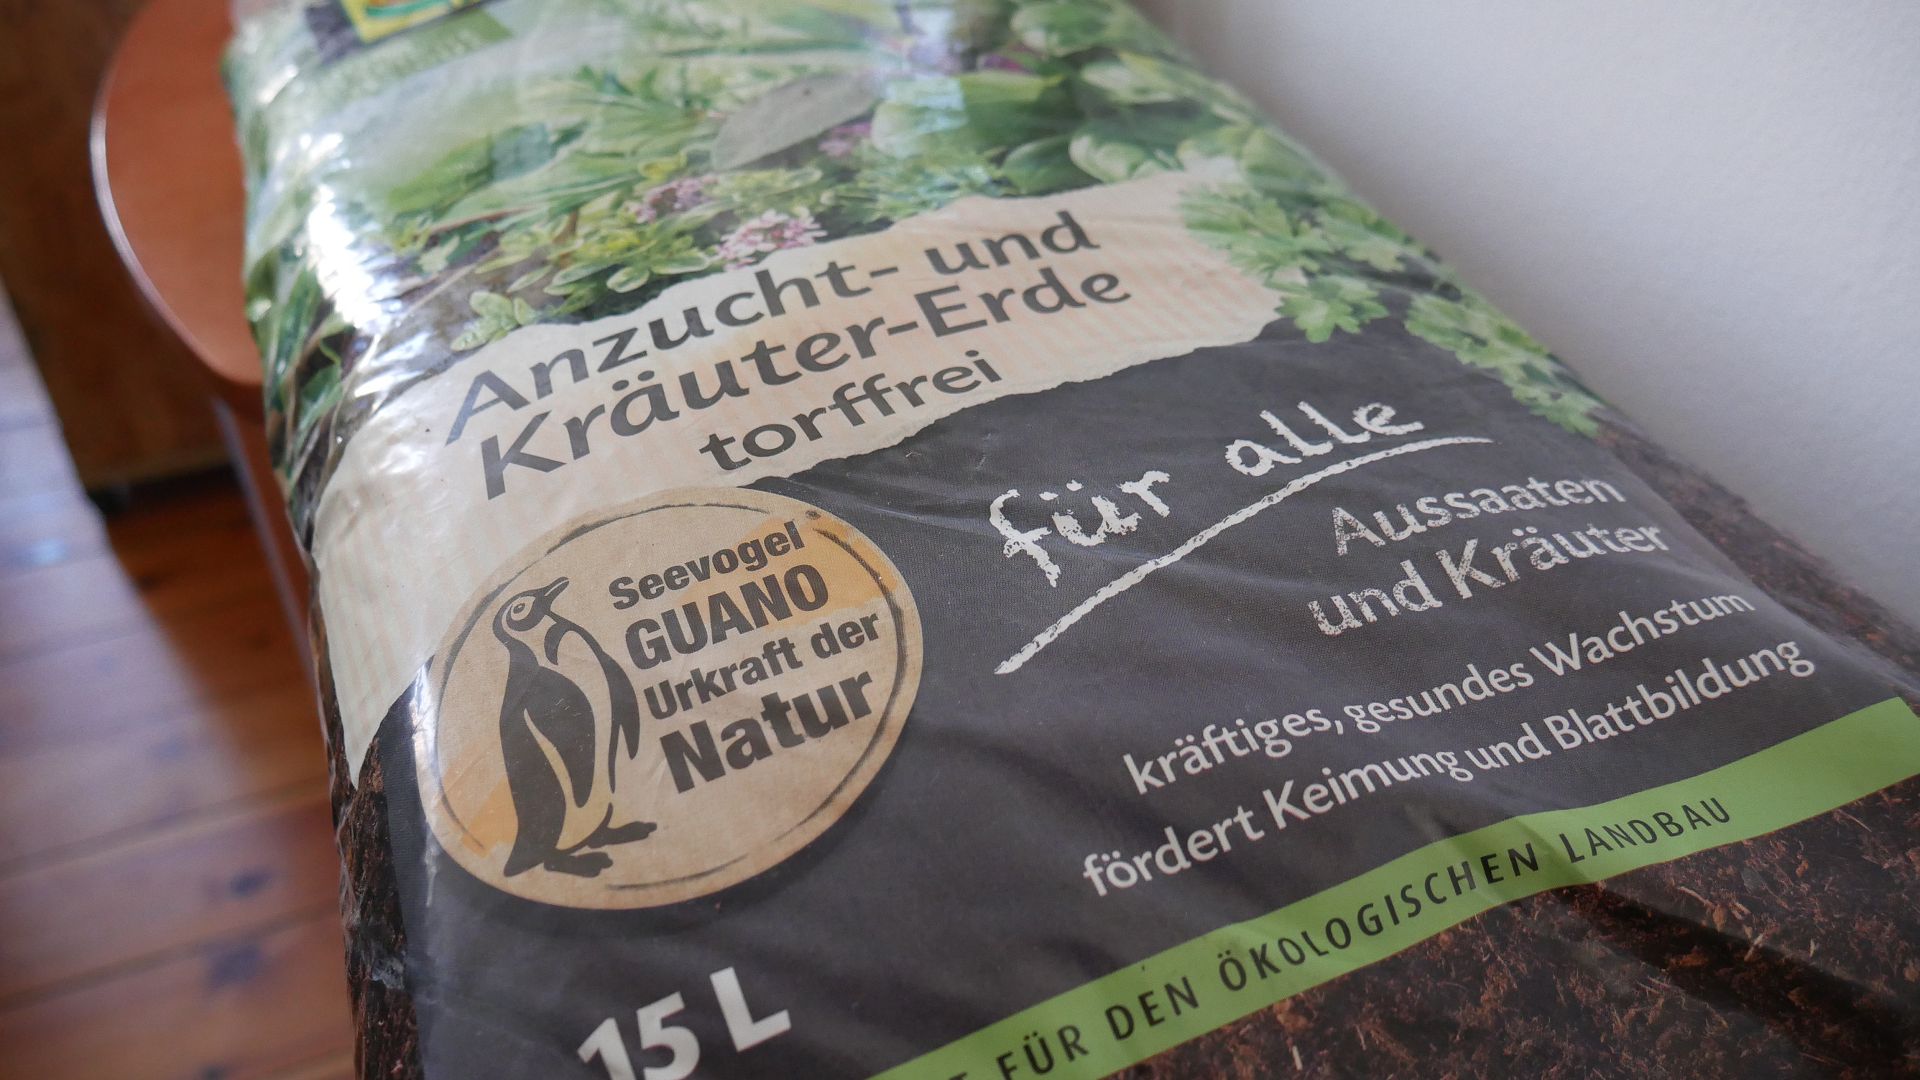 Anzucht- und
Kräuter-Erde
torffrei
für alle
Aussaaten
und Kräuter
Seevogel
GUANO
Urkraft der
Natur
kräftiges, gesundes Wachstum
fördert Keimung und Blattbildung
FÜR DEN ÖKOLOGISCHEN LANDBAU
15 L